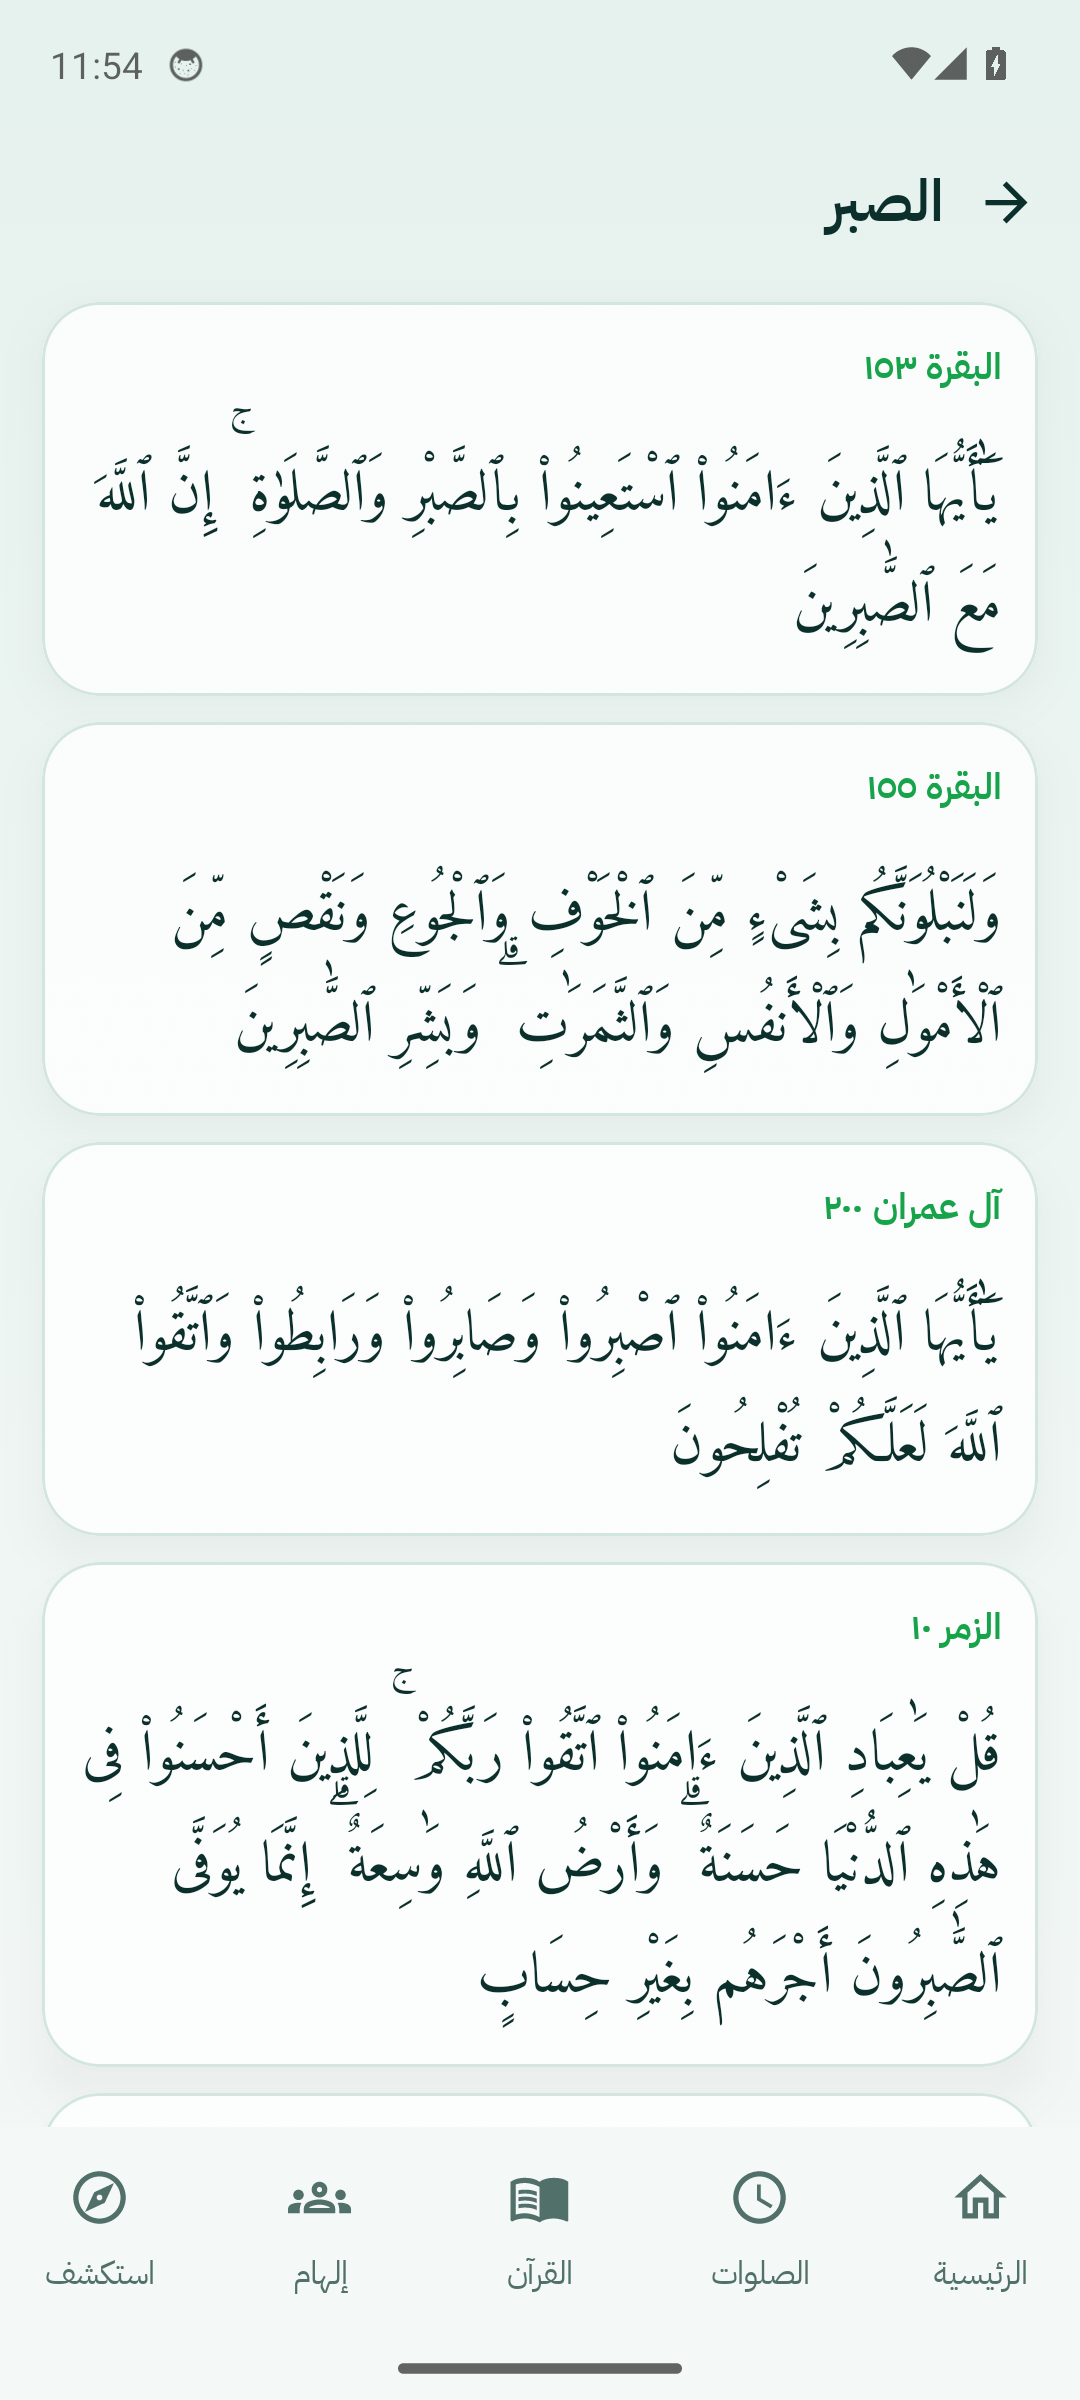 11:54
الصبر
البقرة ١٥٣
يَٰٓأَيُّهَا ٱلَّذِينَ ءَامَنُوا۟ ٱسْتَعِينُوا۟ بِٱلصَّبْرِ وَٱلصَّلَوٰةِ ۚ إِنَّ ٱللَّهَ
مَعَ ٱلصَّٰبِرِينَ
البقرة ١٥٥
وَلَنَبْلُوَنَّكُم بِشَىْءٍ مِّنَ ٱلْخَوْفِ وَٱلْجُوعِ وَنَقْصٍ مِّنَ
ٱلْأَمْوَٰلِ وَٱلْأَنفُسِ وَٱلثَّمَرَٰتِ ۗ وَبَشِّرِ ٱلصَّٰبِرِينَ
آل عمران ٢٠٠
يَٰٓأَيُّهَا ٱلَّذِينَ ءَامَنُوا۟ ٱصْبِرُوا۟ وَصَابِرُوا۟ وَرَابِطُوا۟ وَٱتَّقُوا۟
ٱللَّهَ لَعَلَّكُمْ تُفْلِحُونَ
الزمر ١٠
قُلْ يَٰعِبَادِ ٱلَّذِينَ ءَامَنُوا۟ ٱتَّقُوا۟ رَبَّكُمْ ۚ لِلَّذِينَ أَحْسَنُوا۟ فِى
هَٰذِهِ ٱلدُّنْيَا حَسَنَةٌ ۗ وَأَرْضُ ٱللَّهِ وَٰسِعَةٌ ۗ إِنَّمَا يُوَفَّى
ٱلصَّٰبِرُونَ أَجْرَهُم بِغَيْرِ حِسَابٍ
الرئيسية
الصلوات
القرآن
إلهام
استكشف